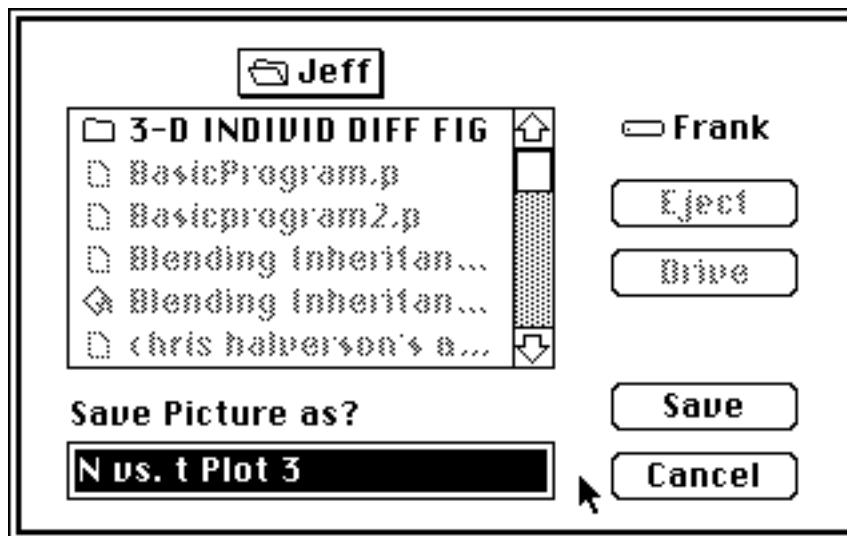 Jeff
3-D INDIVID DIFF FIG
BasicProgram.p
Basicprogram2.p
Blending Inheritan...
Blending Inheritan...
chris halverson's a...
Frank
Eject
Drive
Save Picture as?
N vs. t Plot 3
Save
Cancel